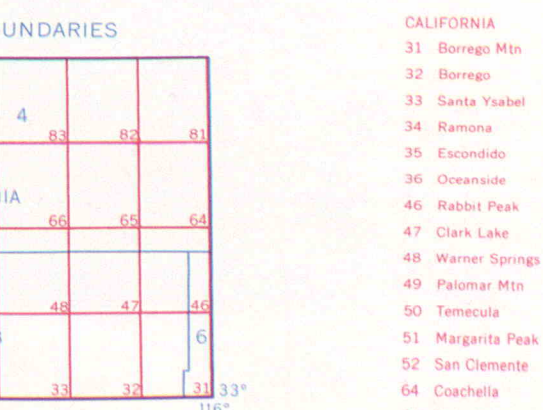 UNDARIES
4
83 82 81
IA
66 65 64
48 47 46
6
33 32 31 33°
116°
CALIFORNIA
31 Borrego Mtn
32 Borrego
33 Santa Ysabel
34 Ramona
35 Escondido
36 Oceanside
46 Rabbit Peak
47 Clark Lake
48 Warner Springs
49 Palomar Mtn
50 Temecula
51 Margarita Peak
52 San Clemente
64 Coachella